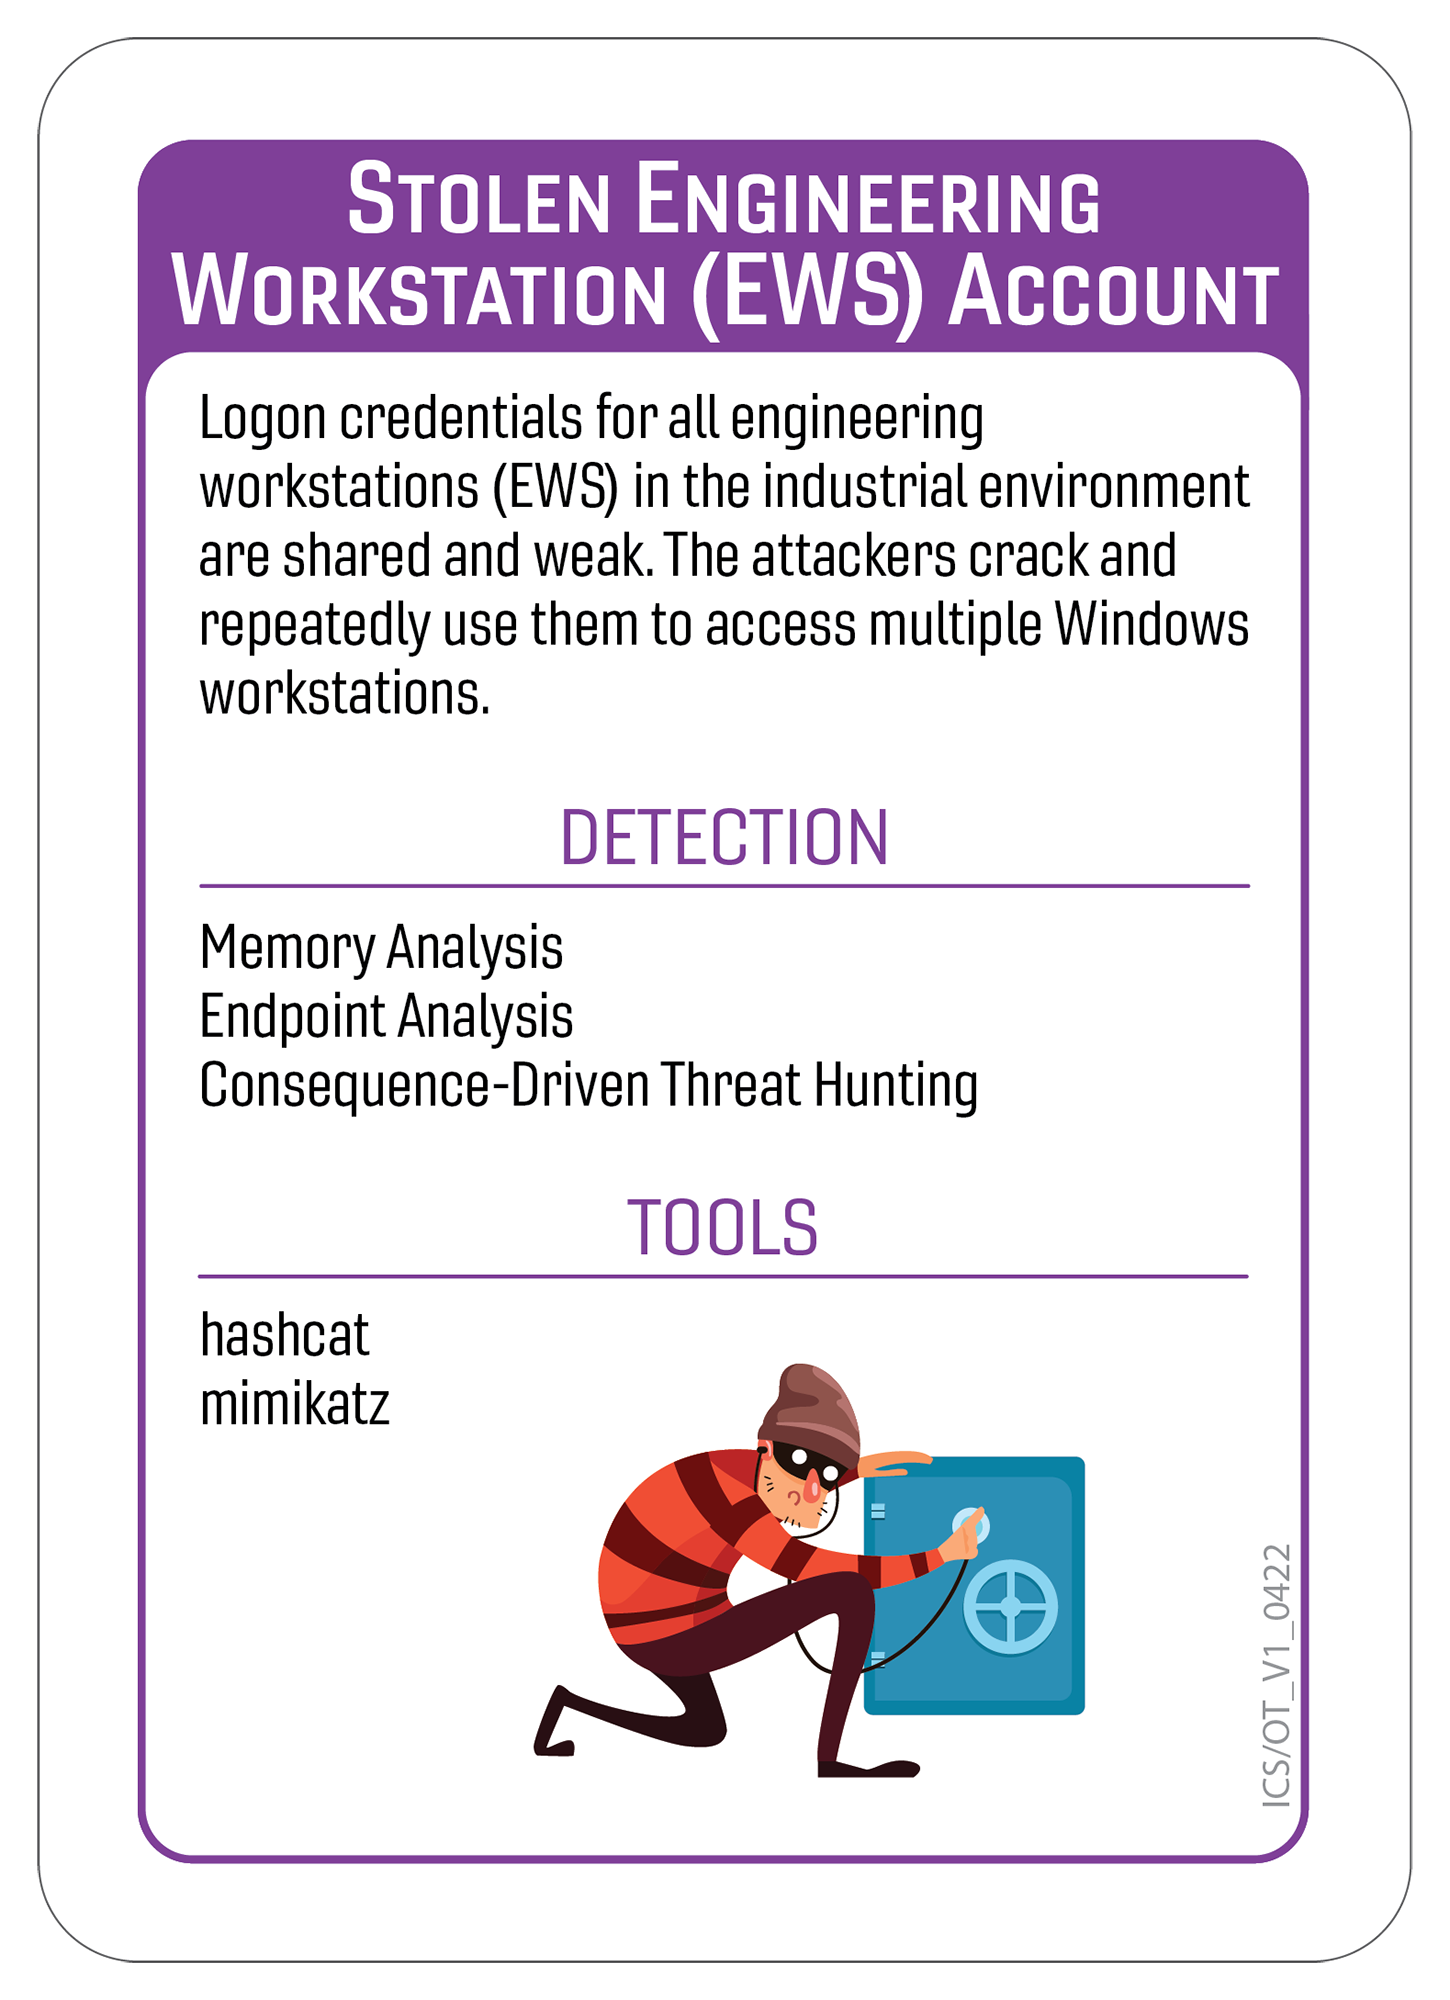 Stolen Engineering
Workstation (EWS) Account
Logon credentials for all engineering
workstations (EWS) in the industrial environment
are shared and weak. The attackers crack and
repeatedly use them to access multiple Windows
workstations.
DETECTION
Memory Analysis
Endpoint Analysis
Consequence-Driven Threat Hunting
TOOLS
hashcat
mimikatz
ICS/OT_V1_0422